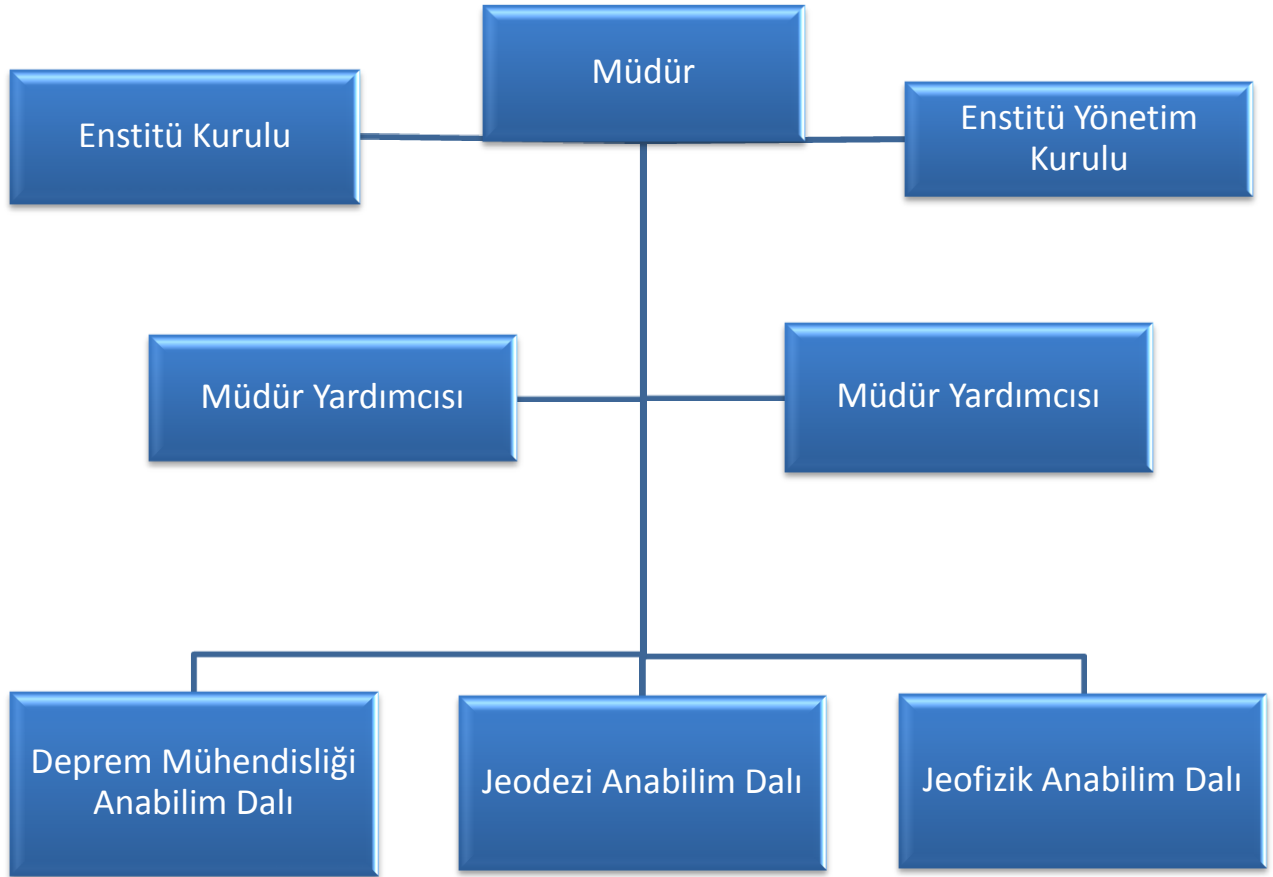 Müdür
Enstitü Kurulu
Enstitü Yönetim
Kurulu
Müdür Yardımcısı
Müdür Yardımcısı
Deprem Mühendisliği
Anabilim Dalı
Jeodezi Anabilim Dalı
Jeofizik Anabilim Dalı